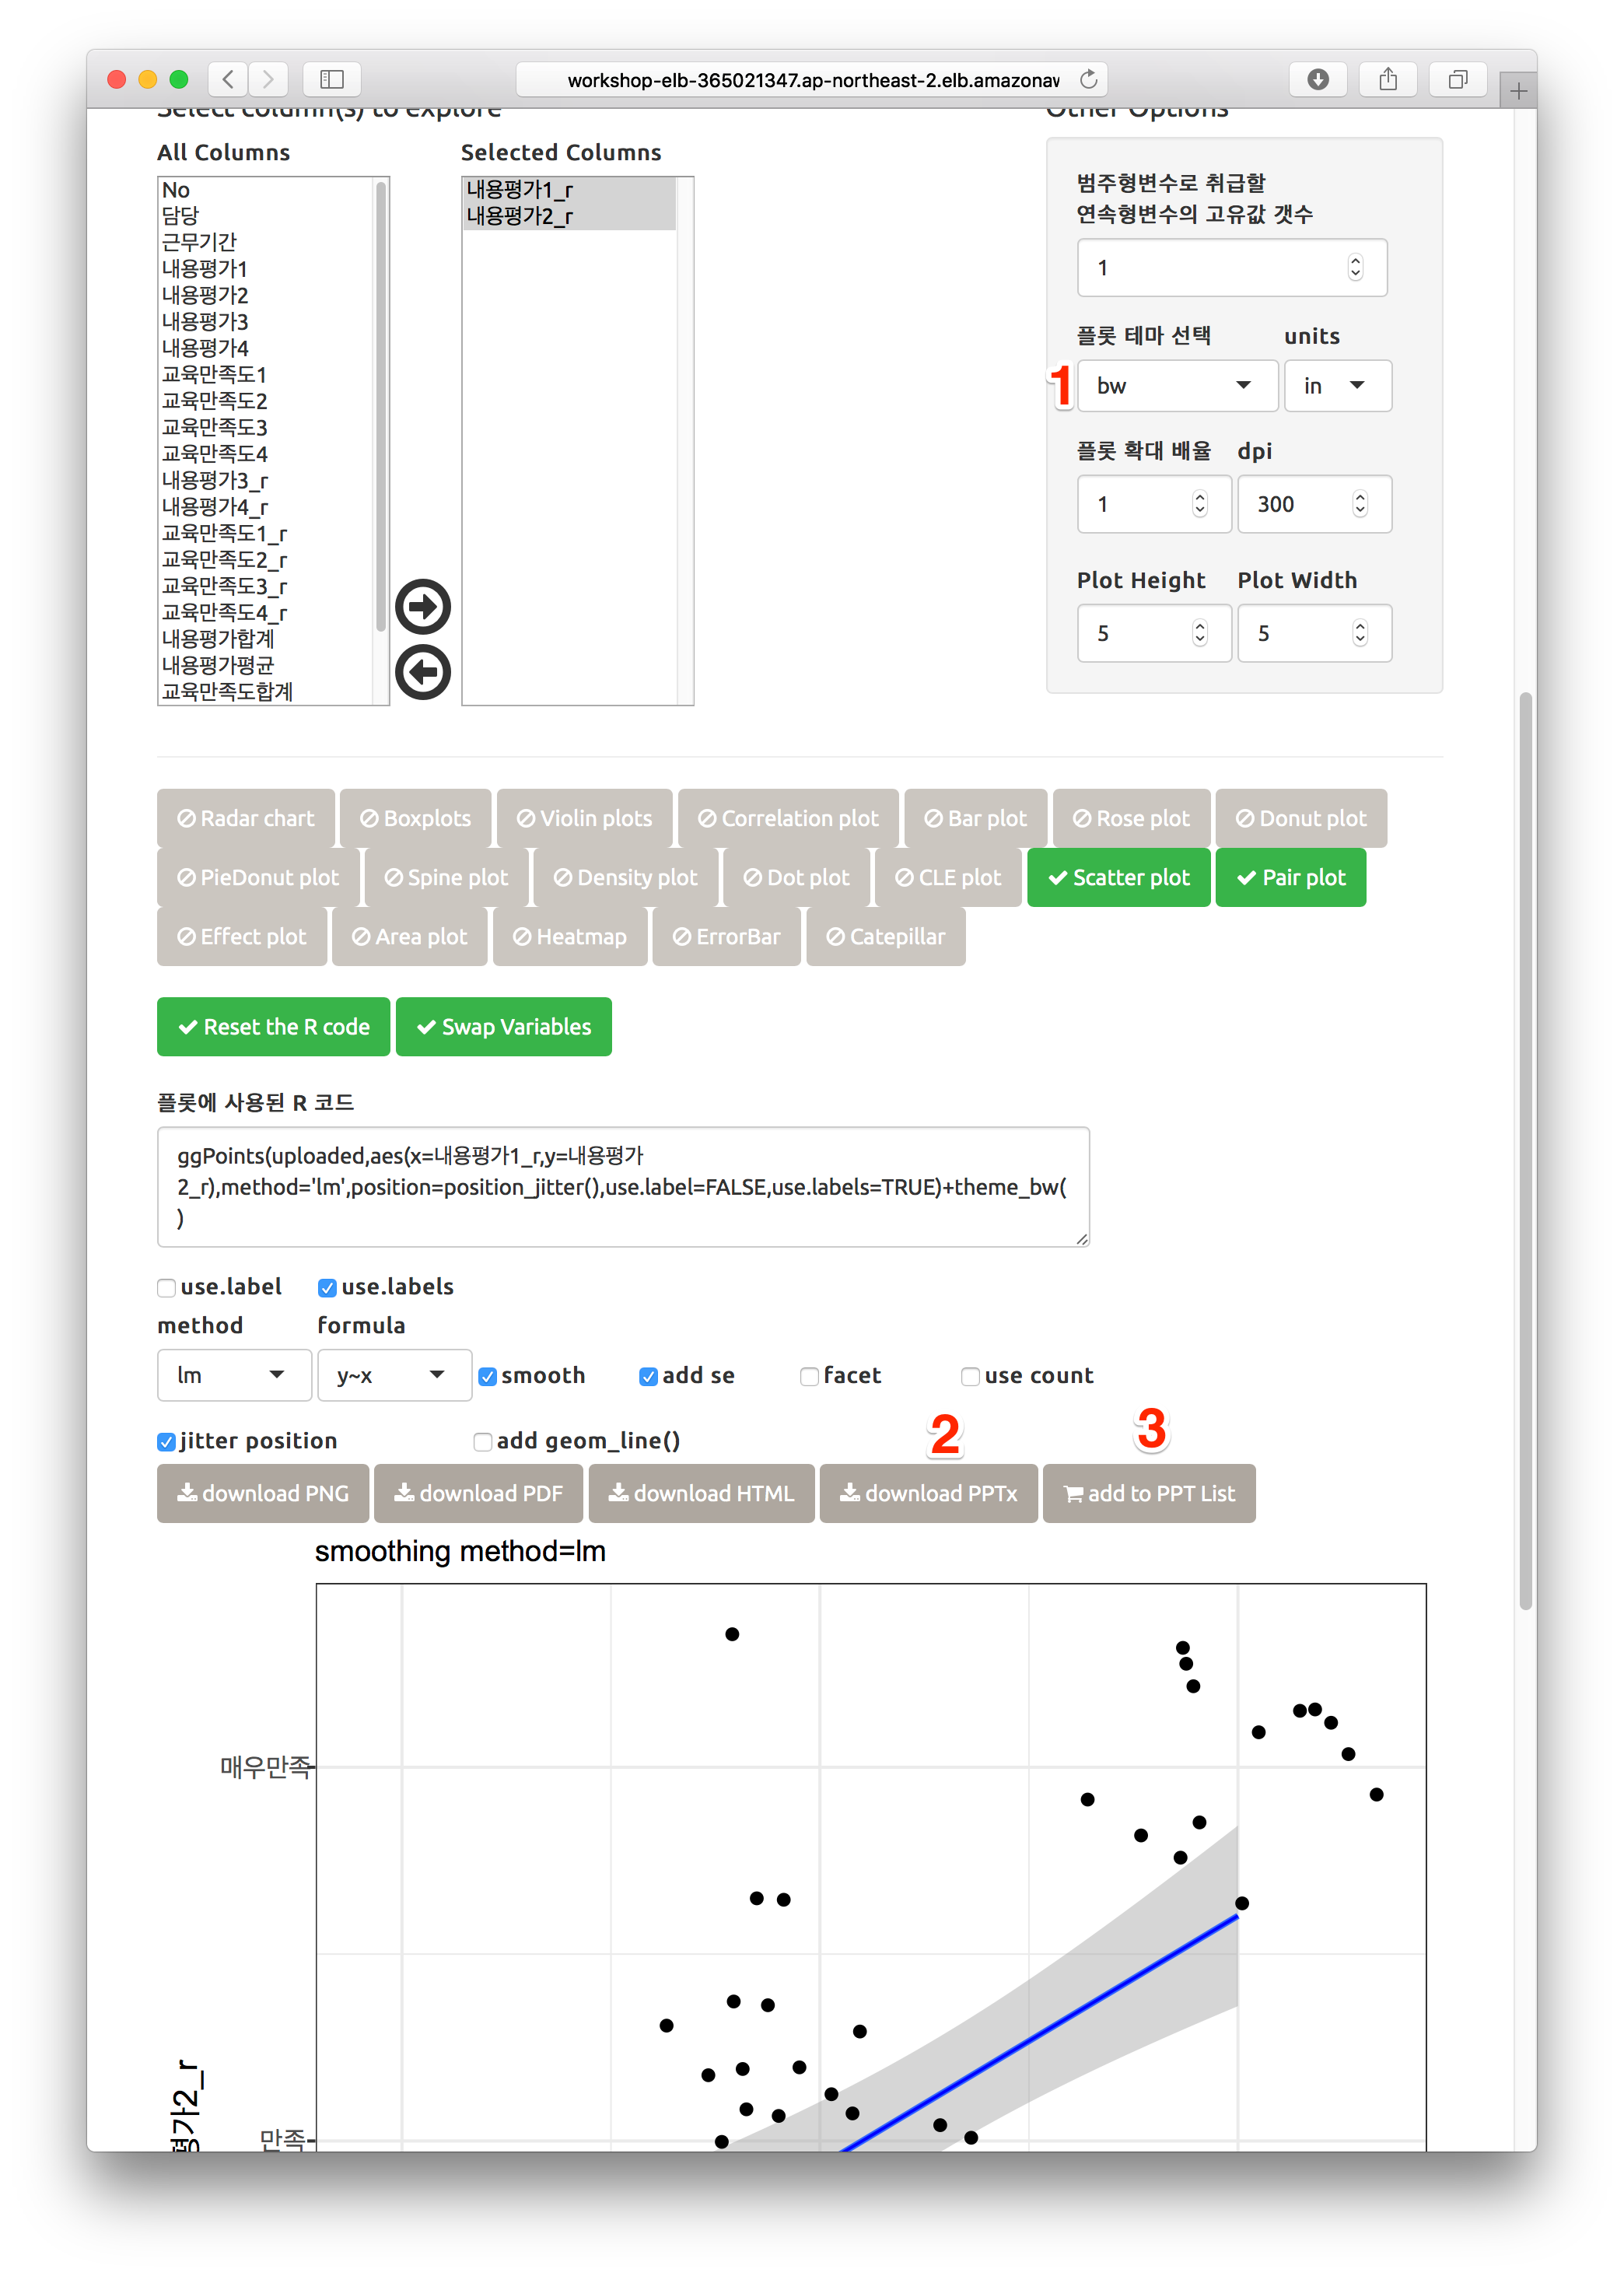 workshop-elb-365021347.ap-northeast-2.elb.amazonaw
Select column(s) to explore
Other Options
All Columns
Selected Columns
No
담당
근무기간
내용평가1
내용평가2
내용평가3
내용평가4
교육만족도1
교육만족도2
교육만족도3
교육만족도4
내용평가3_r
내용평가4_r
교육만족도1_r
교육만족도2_r
교육만족도3_r
교육만족도4_r
내용평가합계
내용평가평균
교육만족도합계
내용평가1_r
내용평가2_r
범주형변수로 취급할
연속형변수의 고유값 갯수
1
플롯 테마 선택 units
1 bw in
플롯 확대 배율 dpi
1 300
Plot Height Plot Width
5 5
Radar chart Boxplots Violin plots Correlation plot Bar plot Rose plot Donut plot
PieDonut plot Spine plot Density plot Dot plot CLE plot Scatter plot Pair plot
Effect plot Area plot Heatmap ErrorBar Catepillar
Reset the R code Swap Variables
플롯에 사용된 R 코드
ggPoints(uploaded,aes(x=내용평가1_r,y=내용평가
2_r),method='lm',position=position_jitter(),use.label=FALSE,use.labels=TRUE)+theme_bw(
)
use.label use.labels
method formula
lm y~x smooth add se facet use count
jitter position add geom_line() 2 3
download PNG download PDF download HTML download PPTx add to PPT List
smoothing method=lm
매우만족
만족
평가2_r